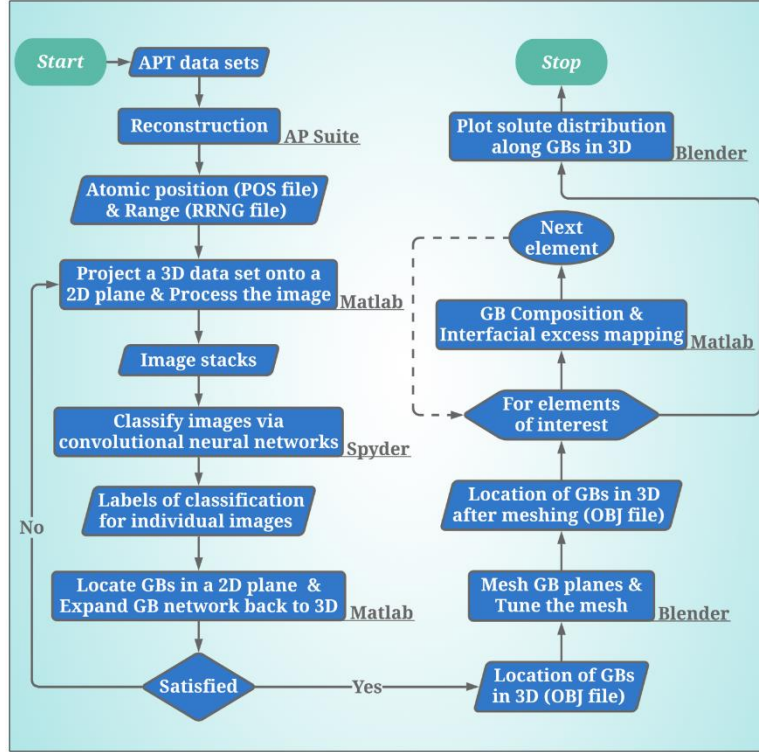 Start
APT data sets
Reconstruction
AP Suite
Atomic position (POS file)
& Range (RRNG file)
Project a 3D data set onto a
2D plane & Process the image
Matlab
Image stacks
Classify images via
convolutional neural networks
Spyder
Labels of classification
for individual images
No
Locate GBs in a 2D plane &
Expand GB network back to 3D
Matlab
Satisfied
Yes
Location of GBs
in 3D (OBJ file)
Mesh GB planes &
Tune the mesh
Blender
Location of GBs in 3D
after meshing (OBJ file)
For elements
of interest
GB Composition &
Interfacial excess mapping
Matlab
Next
element
Plot solute distribution
along GBs in 3D
Blender
Stop